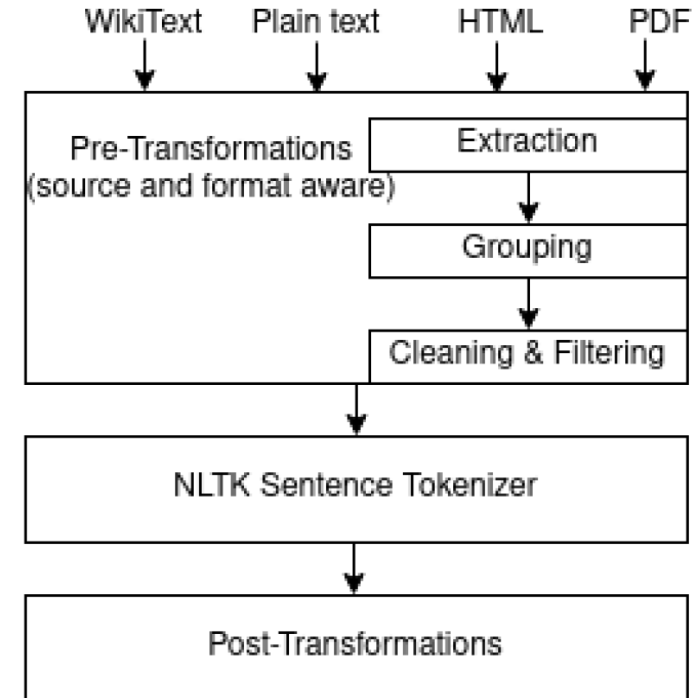 WikiText Plain text HTML PDF
Pre-Transformations
(source and format aware)
Extraction
Grouping
Cleaning & Filtering
NLTK Sentence Tokenizer
Post-Transformations